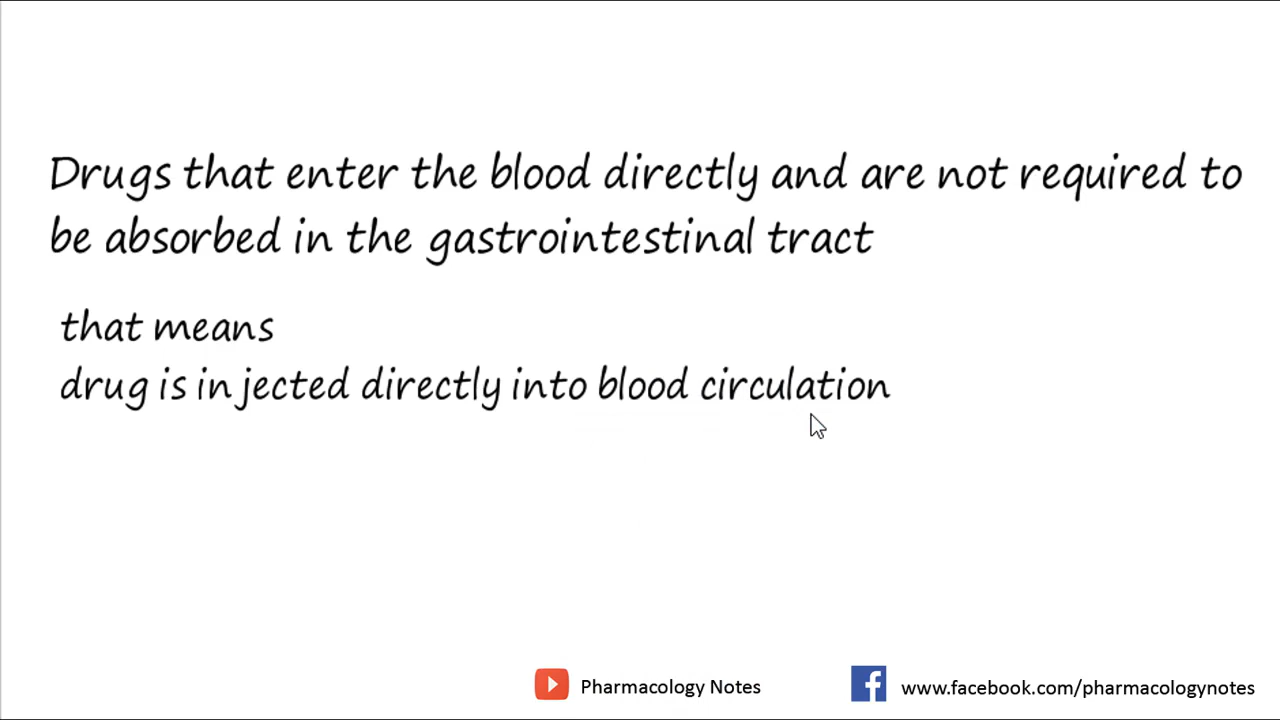 Drugs that enter the blood directly and are not required to
be absorbed in the gastrointestinal tract
that means
drug is injected directly into blood circulation
Pharmacology Notes
www.facebook.com/pharmacologynotes